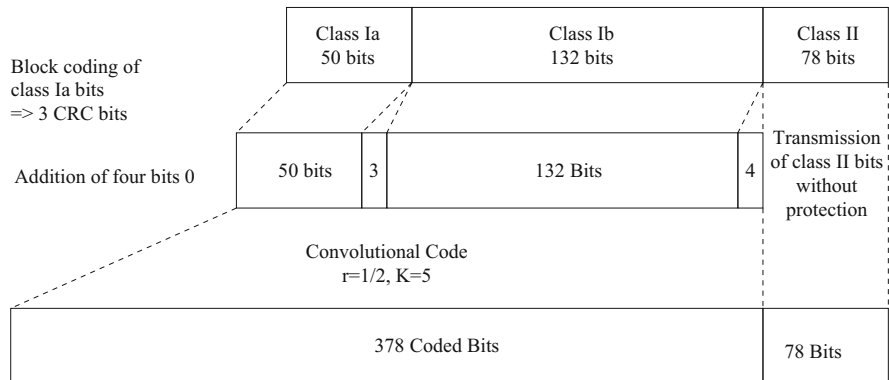 Class Ia
50 bits
Class Ib
132 bits
Class II
78 bits
Block coding of
class Ia bits
=> 3 CRC bits
Addition of four bits 0
50 bits
3
132 Bits
4
Transmission
of class II bits
without
protection
Convolutional Code
r=1/2, K=5
378 Coded Bits
78 Bits